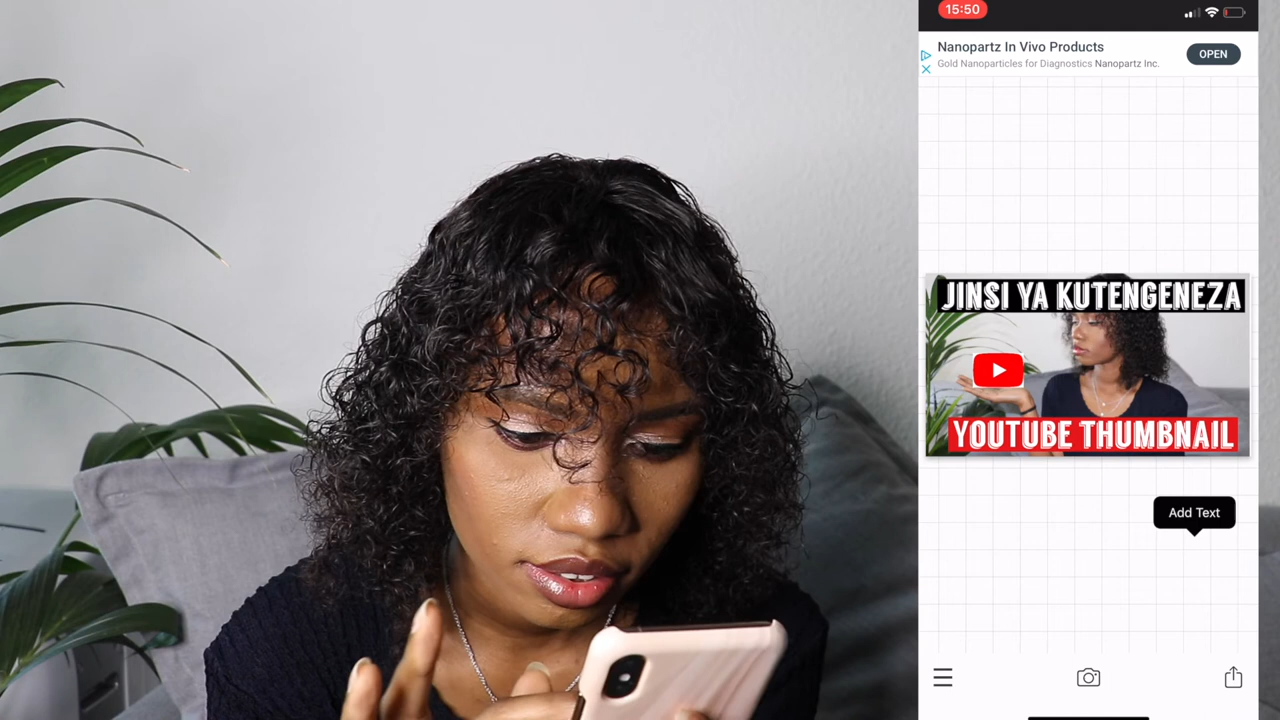 15:50
Nanopartz In Vivo Products
Gold Nanoparticles for Diagnostics Nanopartz Inc.
OPEN
JINSI YA KUTENGENEZA
YOUTUBE THUMBNAIL
Add Text